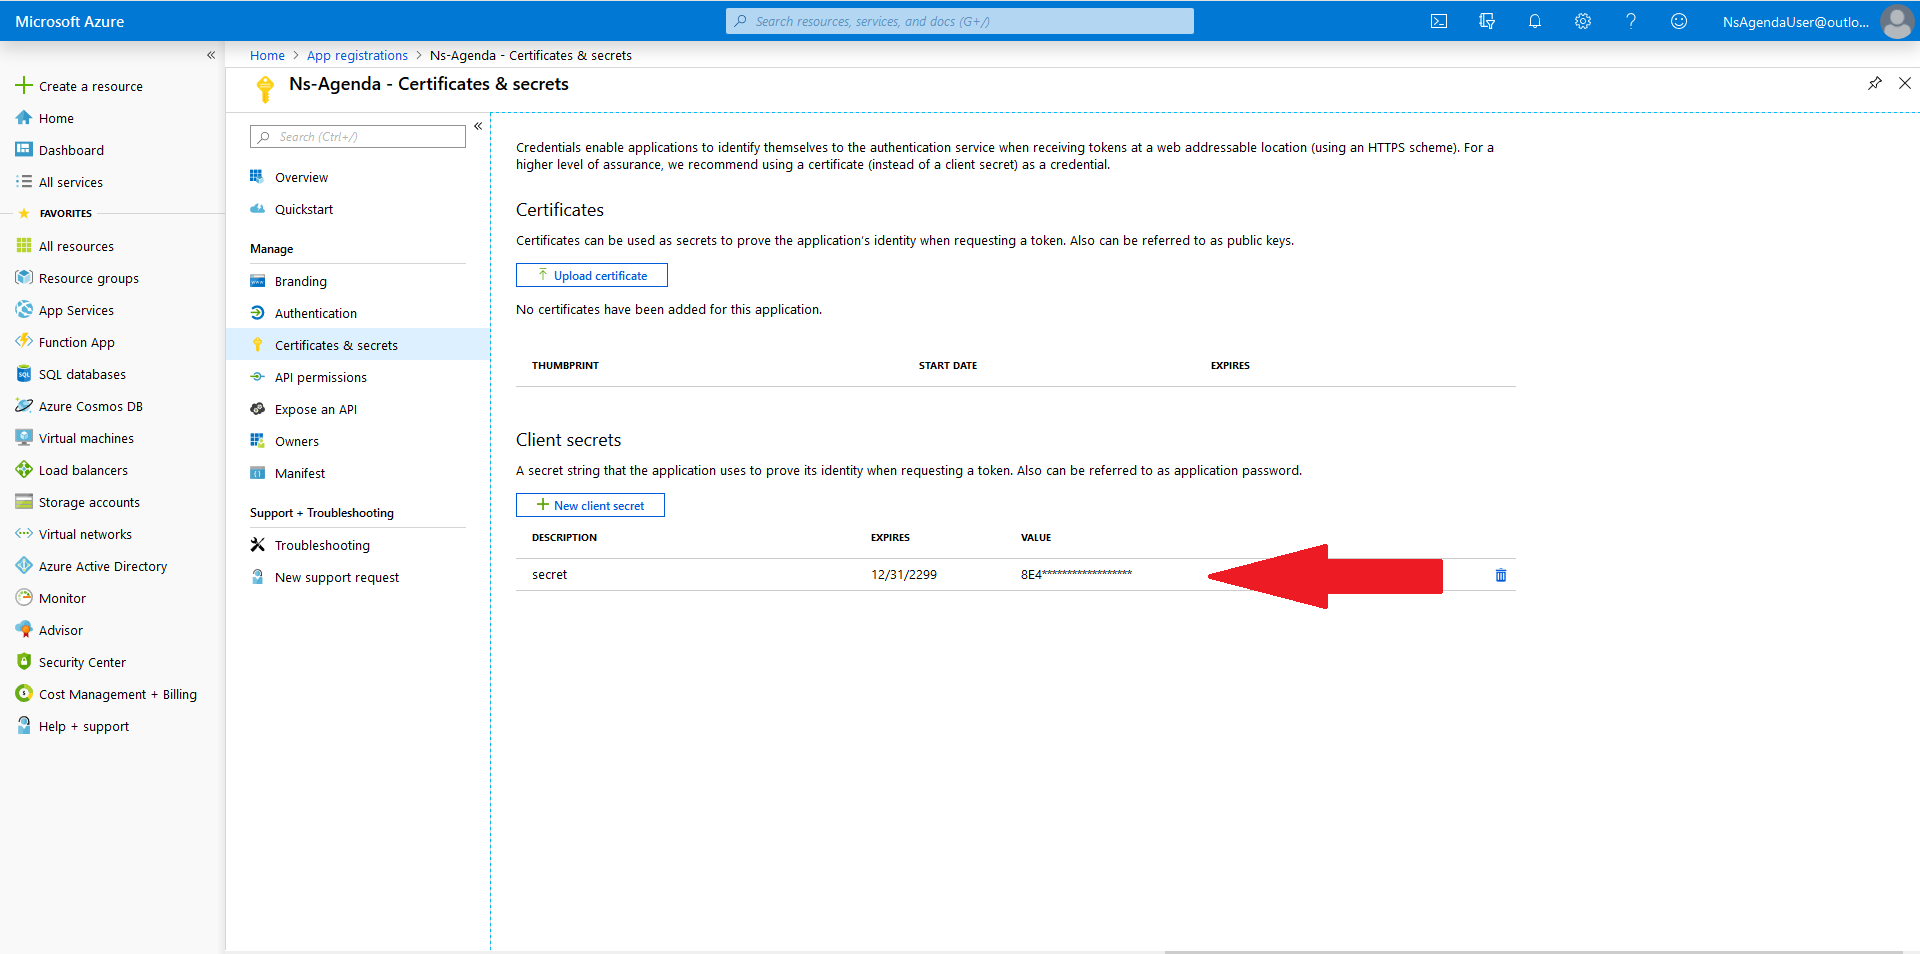 Microsoft Azure
Search resources, services, and docs (G+/)
NsAgendaUser@outlo...
Home > App registrations > Ns-Agenda - Certificates & secrets
Ns-Agenda - Certificates & secrets
Create a resource
Home
Dashboard
All services
FAVORITES
All resources
Resource groups
App Services
Function App
SQL databases
Azure Cosmos DB
Virtual machines
Load balancers
Storage accounts
Virtual networks
Azure Active Directory
Monitor
Advisor
Security Center
Cost Management + Billing
Help + support
Search (Ctrl+/)
Overview
Quickstart
Manage
Branding
Authentication
Certificates & secrets
API permissions
Expose an API
Owners
Manifest
Support + Troubleshooting
Troubleshooting
New support request
Credentials enable applications to identify themselves to the authentication service when receiving tokens at a web addressable location (using an HTTPS scheme). For a
higher level of assurance, we recommend using a certificate (instead of a client secret) as a credential.
Certificates
Certificates can be used as secrets to prove the application's identity when requesting a token. Also can be referred to as public keys.
Upload certificate
No certificates have been added for this application.
THUMBPRINT START DATE EXPIRES
Client secrets
A secret string that the application uses to prove its identity when requesting a token. Also can be referred to as application password.
New client secret
DESCRIPTION EXPIRES VALUE
secret 12/31/2299 8E4******************